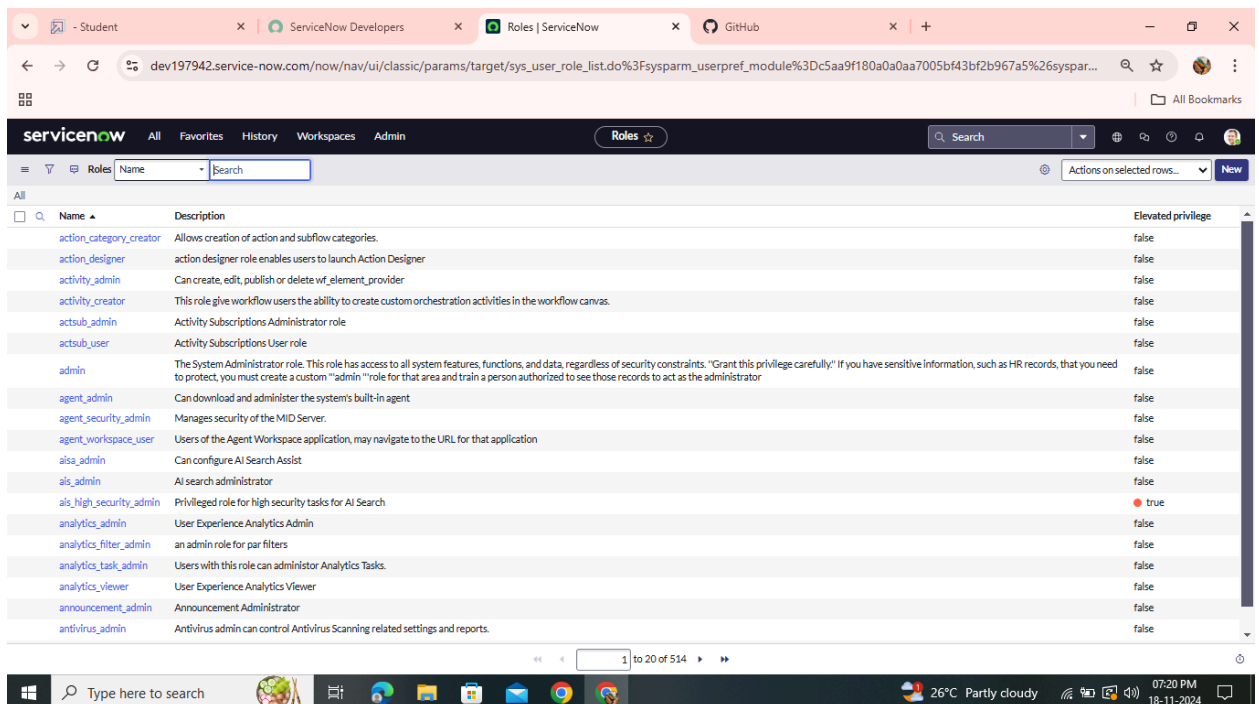 - Student
ServiceNow Developers
Roles | ServiceNow
GitHub
dev197942.service-now.com/now/nav/ui/classic/params/target/sys_user_role_list.do%3Fsysparm_userpref_module%3Dc5aa9f180a0a0aa7005bf43bf2b967a5%26syspar...
All Bookmarks
servicenow All Favorites History Workspaces Admin Roles Search
Roles Name Search Actions on selected rows... New
All
Name Description Elevated privilege
action_category_creator Allows creation of action and subflow categories. false
action_designer action designer role enables users to launch Action Designer false
activity_admin Can create, edit, publish or delete wf_element_provider false
activity_creator This role give workflow users the ability to create custom orchestration activities in the workflow canvas. false
actsub_admin Activity Subscriptions Administrator role false
actsub_user Activity Subscriptions User role false
admin The System Administrator role. This role has access to all system features, functions, and data, regardless of security constraints. "Grant this privilege carefully." If you have sensitive information, such as HR records, that you need
to protect, you must create a custom '"admin '"role for that area and train a person authorized to see those records to act as the administrator false
agent_admin Can download and administer the system's built-in agent false
agent_security_admin Manages security of the MID Server. false
agent_workspace_user Users of the Agent Workspace application, may navigate to the URL for that application false
aisa_admin Can configure AI Search Assist false
ais_admin AI search administrator false
ais_high_security_admin Privileged role for high security tasks for AI Search true
analytics_admin User Experience Analytics Admin false
analytics_filter_admin an admin role for par filters false
analytics_task_admin Users with this role can administor Analytics Tasks. false
analytics_viewer User Experience Analytics Viewer false
announcement_admin Announcement Administrator false
antivirus_admin Antivirus admin can control Antivirus Scanning related settings and reports. false
1 to 20 of 514
Type here to search 26°C Partly cloudy 07:20 PM
18-11-2024